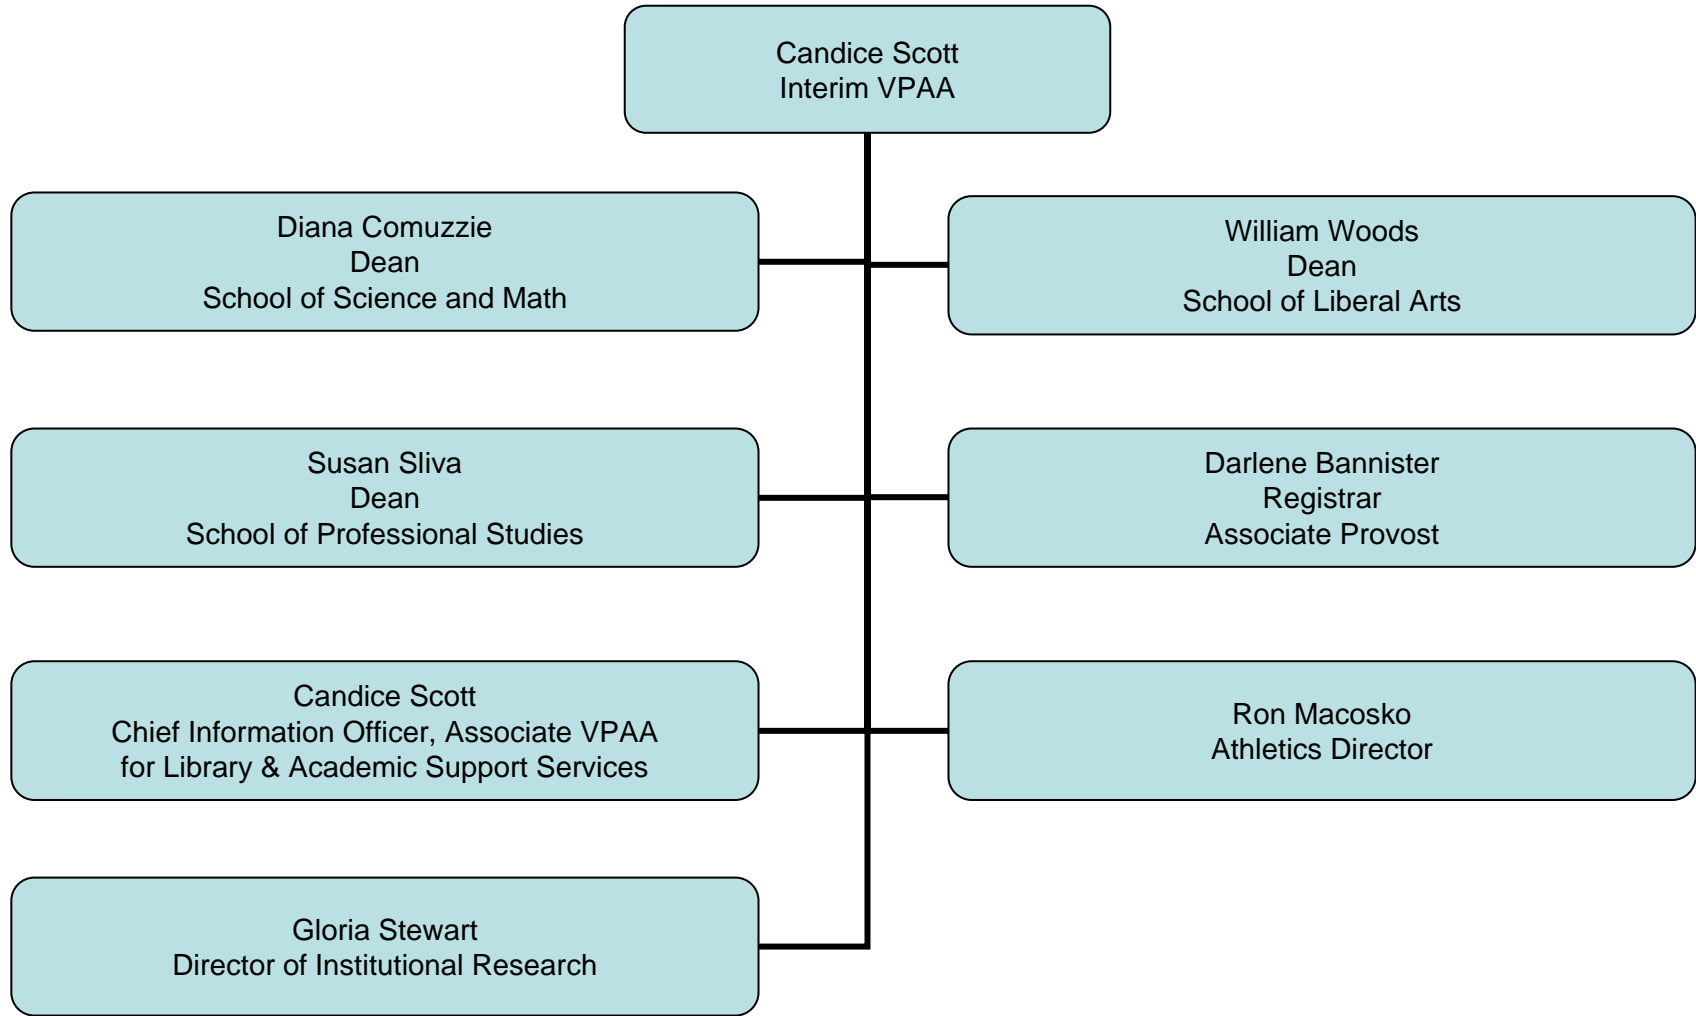 Candice Scott
Interim VPAA
Diana Comuzzie
Dean
School of Science and Math
William Woods
Dean
School of Liberal Arts
Susan Sliva
Dean
School of Professional Studies
Darlene Bannister
Registrar
Associate Provost
Candice Scott
Chief Information Officer, Associate VPAA
for Library & Academic Support Services
Ron Macosko
Athletics Director
Gloria Stewart
Director of Institutional Research